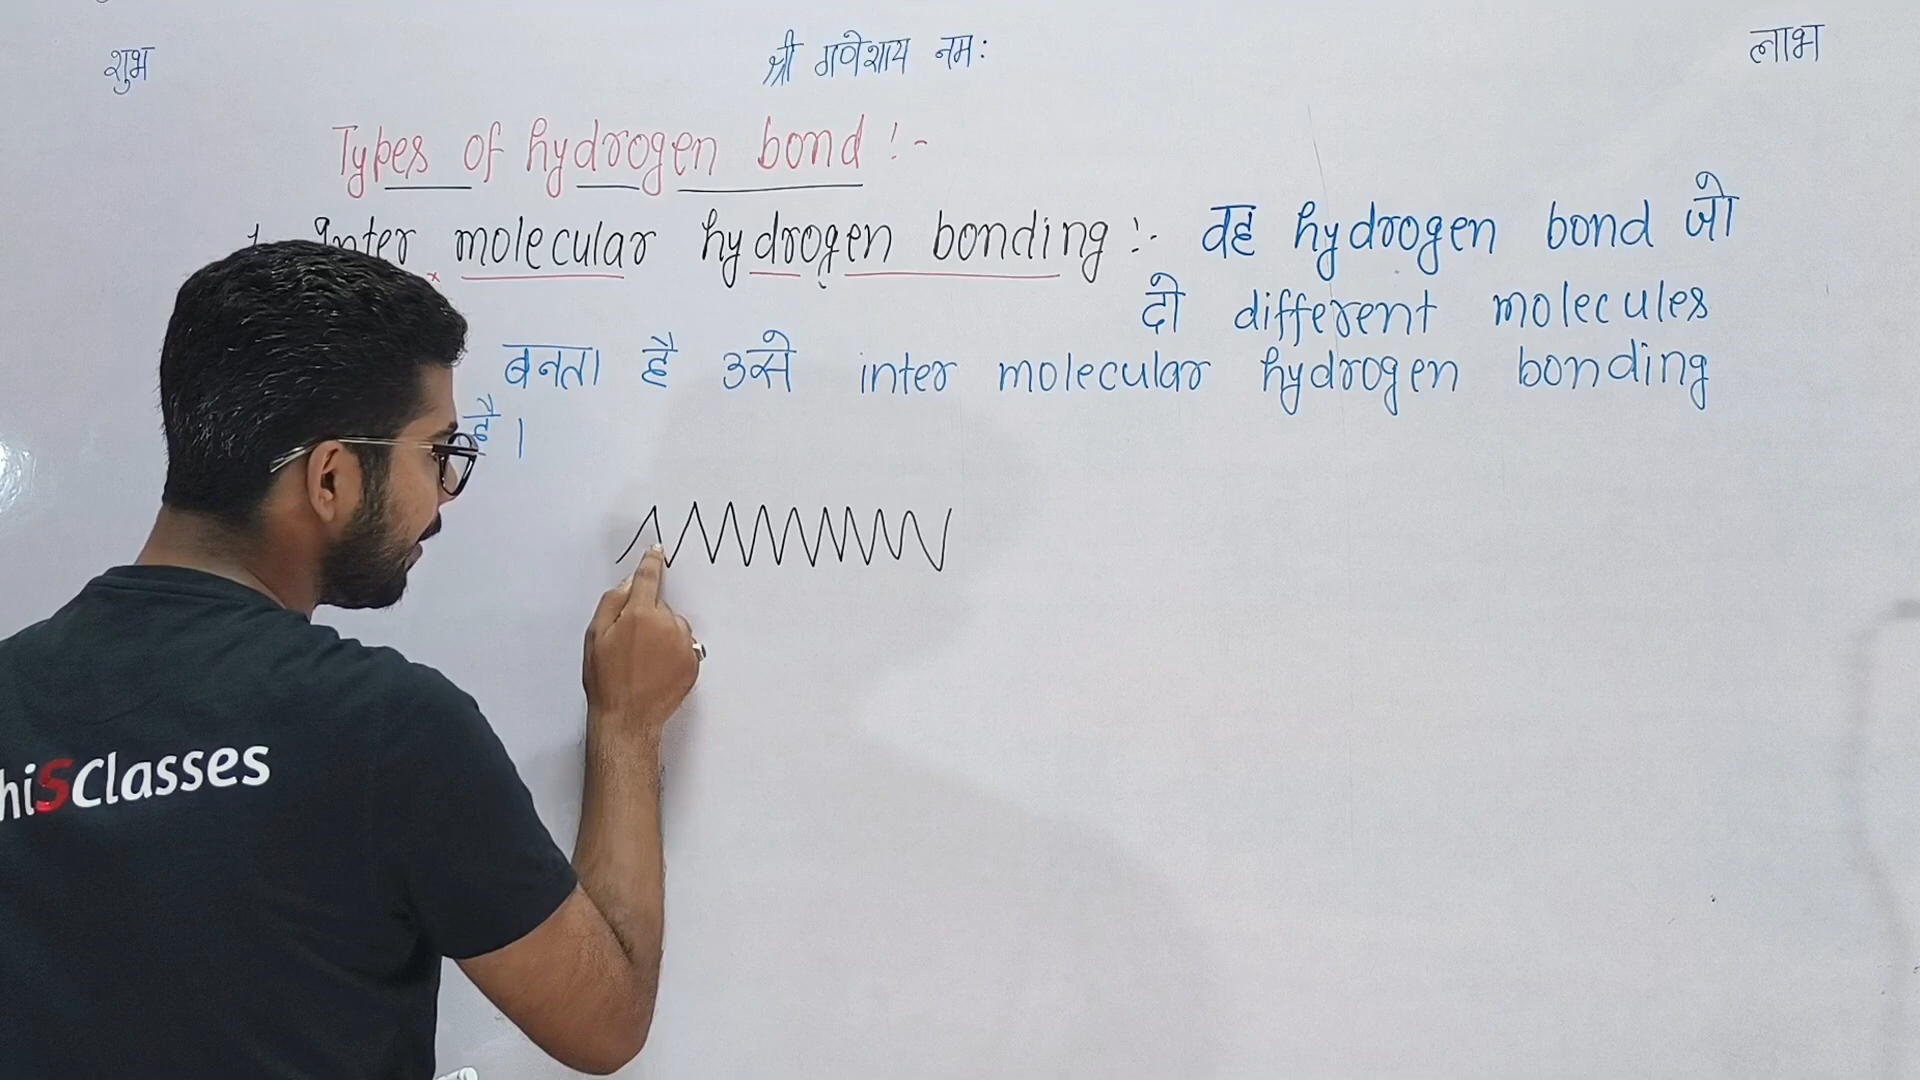 शुभ श्री गणेशाय नमः लाभ
Types of hydrogen bond :-
Inter molecular hydrogen bonding :- वह hydrogen bond जो
दो different molecules
बनता है उसे inter molecular hydrogen bonding
है।
hiSClasses